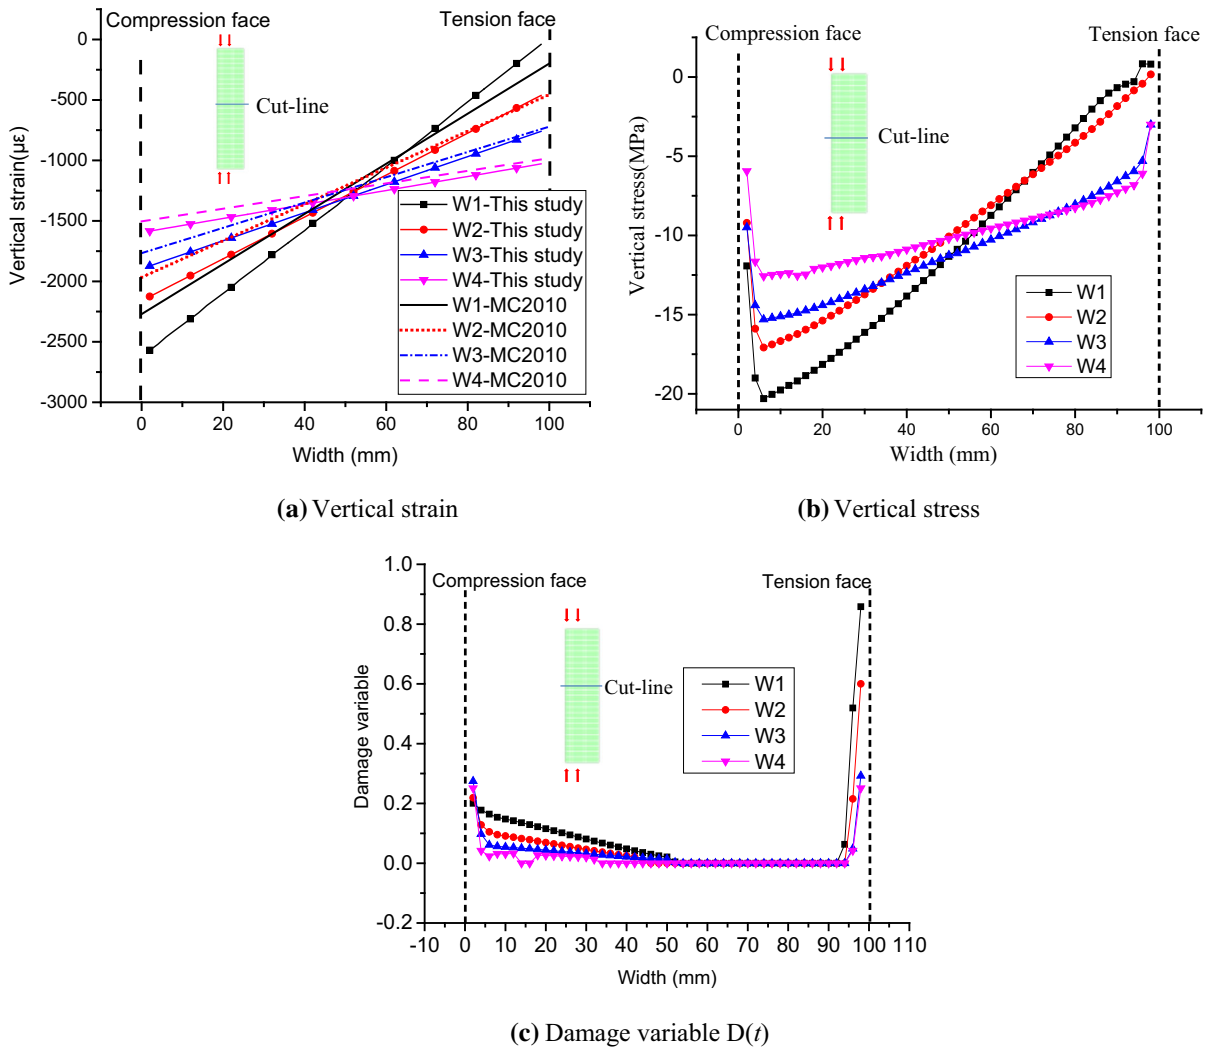 Compression face
Tension face
0
-500
-1000
-1500
-2000
-2500
-3000
Vertical strain(με)
Cut-line
W1-This study
W2-This study
W3-This study
W4-This study
W1-MC2010
W2-MC2010
W3-MC2010
W4-MC2010
0 20 40 60 80 100
Width (mm)
(a) Vertical strain
Compression face
Tension face
0
-5
-10
-15
-20
Vertical stress(MPa)
Cut-line
W1
W2
W3
W4
0 20 40 60 80 100
Width (mm)
(b) Vertical stress
1.0
0.8
0.6
0.4
0.2
0.0
-0.2
Damage variable
Compression face
Tension face
Cut-line
W1
W2
W3
W4
-10 0 10 20 30 40 50 60 70 80 90 100 110
Width (mm)
(c) Damage variable D(t)